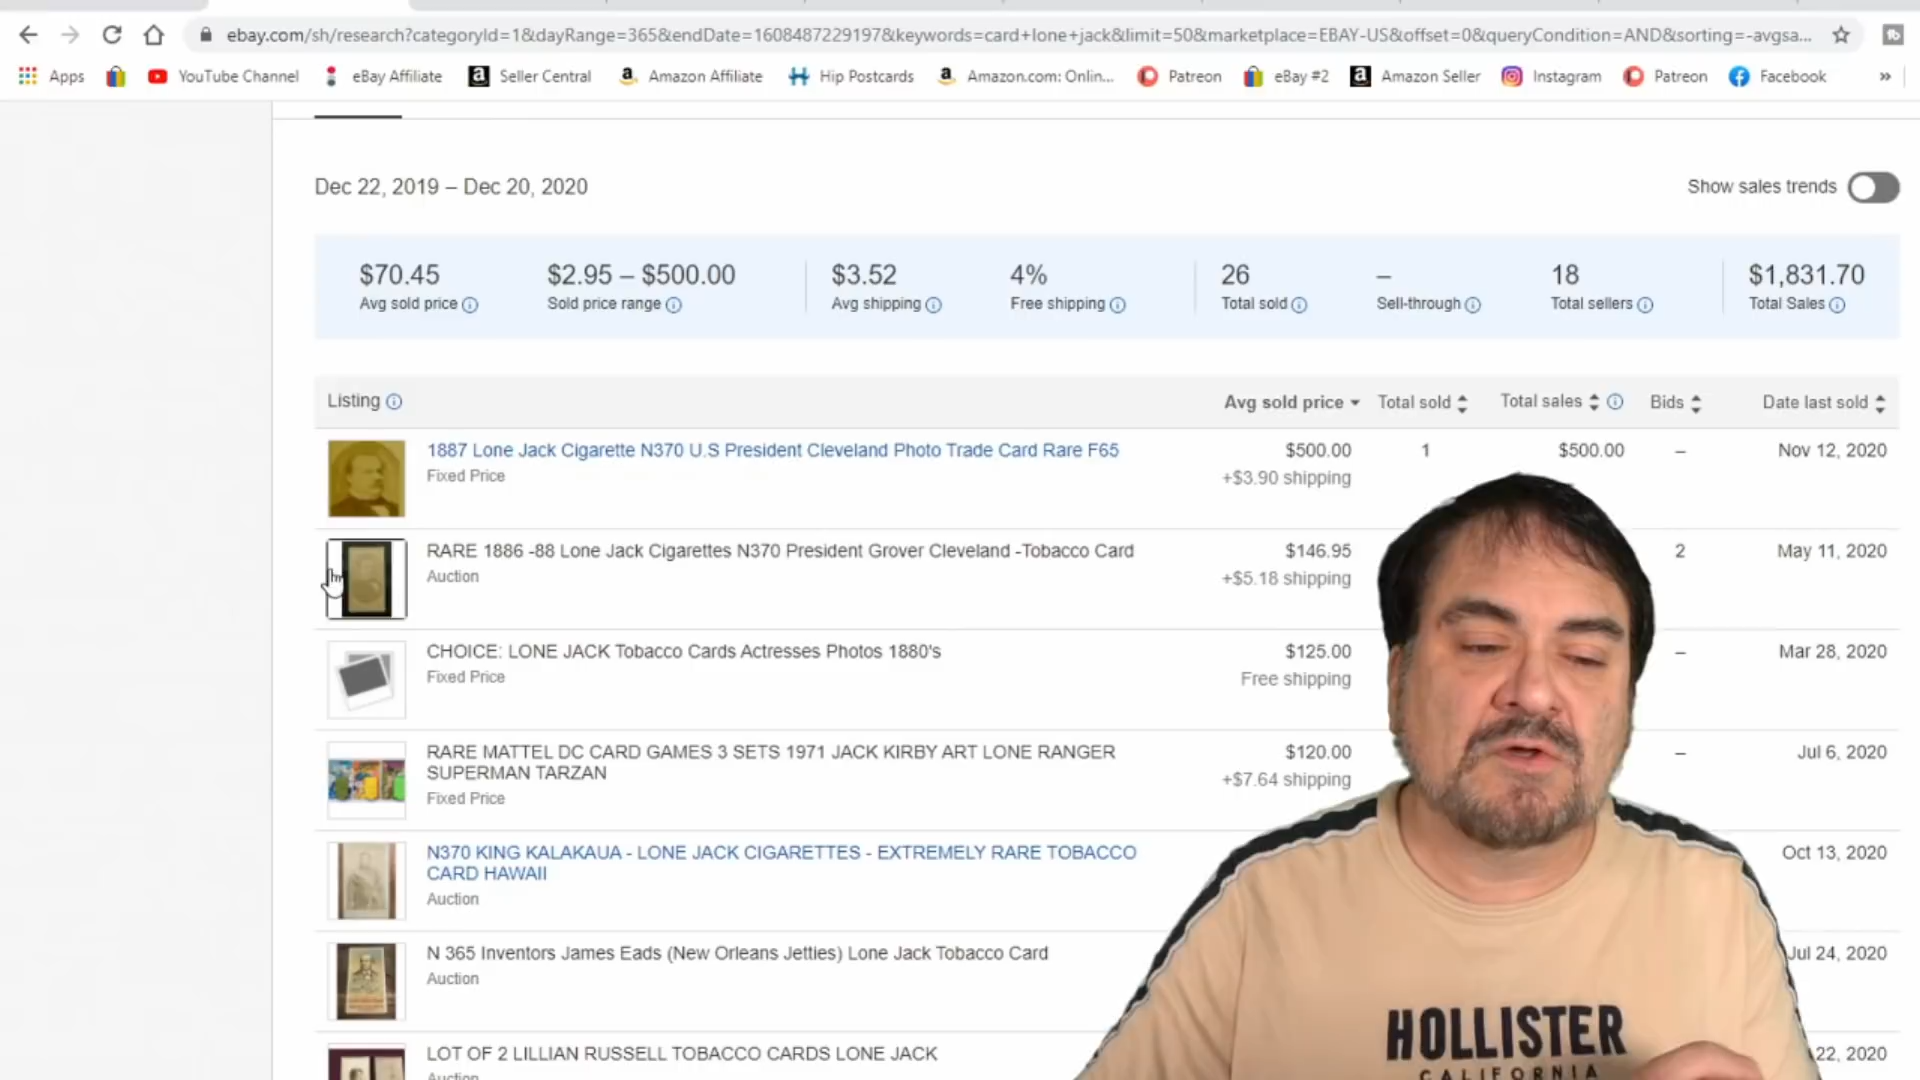 ebay.com/sh/research?categoryId=1&dayRange=365&endDate=1608487229197&keywords=card+lone+jack&limit=50&marketplace=EBAY-US&offset=0&queryCondition=AND&sorting=-avgsa...
Apps YouTube Channel eBay Affiliate Seller Central Amazon Affiliate Hip Postcards Amazon.com: Onlin... Patreon eBay #2 Amazon Seller Instagram Patreon Facebook »
Dec 22, 2019 – Dec 20, 2020 Show sales trends
$70.45 $2.95 – $500.00 $3.52 4% 26 – 18 $1,831.70
Avg sold price Sold price range Avg shipping Free shipping Total sold Sell-through Total sellers Total Sales
Listing Avg sold price Total sold Total sales Bids Date last sold
1887 Lone Jack Cigarette N370 U.S President Cleveland Photo Trade Card Rare F65 $500.00 1 $500.00 – Nov 12, 2020
Fixed Price +$3.90 shipping
RARE 1886 -88 Lone Jack Cigarettes N370 President Grover Cleveland -Tobacco Card $146.95 2 May 11, 2020
Auction +$5.18 shipping
CHOICE: LONE JACK Tobacco Cards Actresses Photos 1880's $125.00 – Mar 28, 2020
Fixed Price Free shipping
RARE MATTEL DC CARD GAMES 3 SETS 1971 JACK KIRBY ART LONE RANGER $120.00 – Jul 6, 2020
SUPERMAN TARZAN +$7.64 shipping
Fixed Price
N370 KING KALAKAUA - LONE JACK CIGARETTES - EXTREMELY RARE TOBACCO Oct 13, 2020
CARD HAWAII
Auction
N 365 Inventors James Eads (New Orleans Jetties) Lone Jack Tobacco Card Jul 24, 2020
Auction
LOT OF 2 LILLIAN RUSSELL TOBACCO CARDS LONE JACK 22, 2020
Auction
HOLLISTER
CALIFORNIA